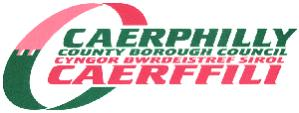 CAERPHILLY
COUNTY BOROUGH COUNCIL
CYNGOR BWRDEISTREF SIROL
CAERFFILI